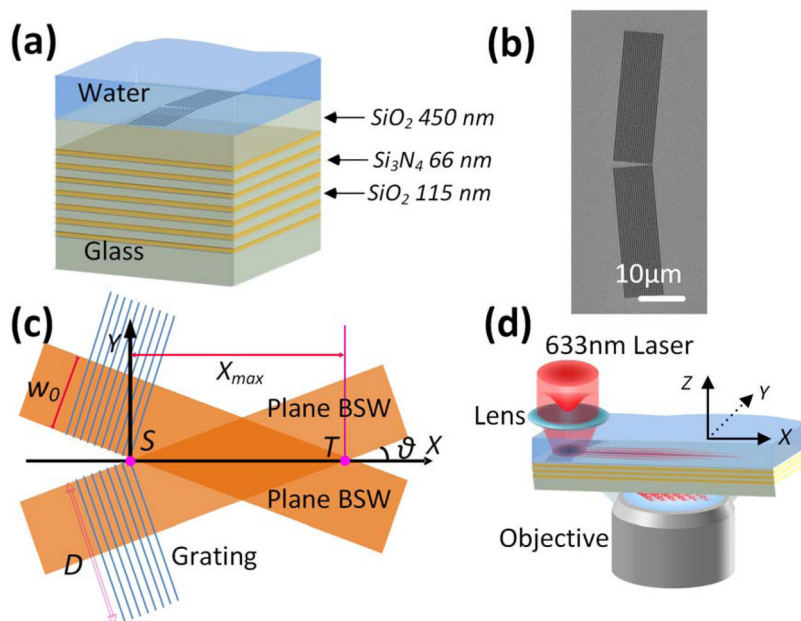 (a)
Water
SiO2 450 nm
Si3N4 66 nm
SiO2 115 nm
Glass
(b)
10μm
(c)
Y
Xmax
w0
Plane BSW
S
T
ϑ
X
Plane BSW
D
Grating
(d)
633nm Laser
Lens
Z
Y
X
Objective